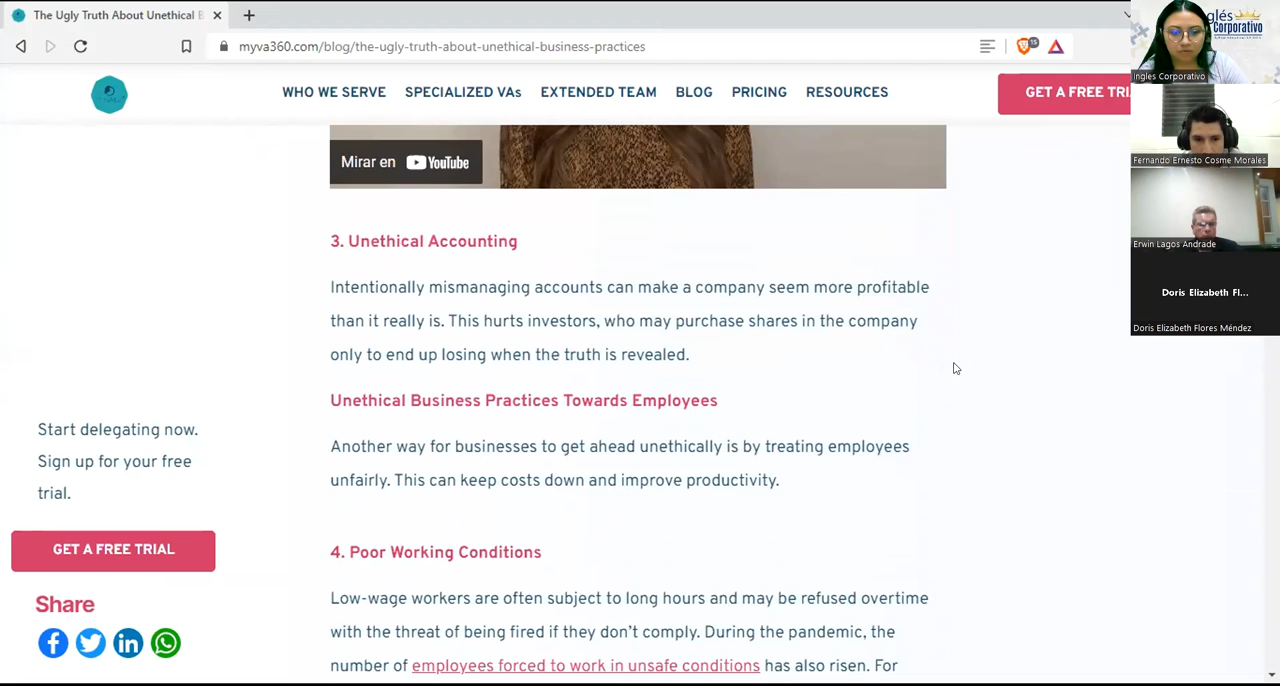 The Ugly Truth About Unethical B
myva360.com/blog/the-ugly-truth-about-unethical-business-practices
15
WHO WE SERVE SPECIALIZED VAs EXTENDED TEAM BLOG PRICING RESOURCES
GET A FREE TRI
Mirar en YouTube
3. Unethical Accounting
Intentionally mismanaging accounts can make a company seem more profitable
than it really is. This hurts investors, who may purchase shares in the company
only to end up losing when the truth is revealed.
Unethical Business Practices Towards Employees
Another way for businesses to get ahead unethically is by treating employees
unfairly. This can keep costs down and improve productivity.
4. Poor Working Conditions
Low-wage workers are often subject to long hours and may be refused overtime
with the threat of being fired if they don't comply. During the pandemic, the
number of employees forced to work in unsafe conditions has also risen. For
Start delegating now.
Sign up for your free
trial.
GET A FREE TRIAL
Share
glés
Corporativo
Ingles Corporativo
Fernando Ernesto Cosme Morales
Erwin Lagos Andrade
Doris Elizabeth Fl...
Doris Elizabeth Flores Méndez